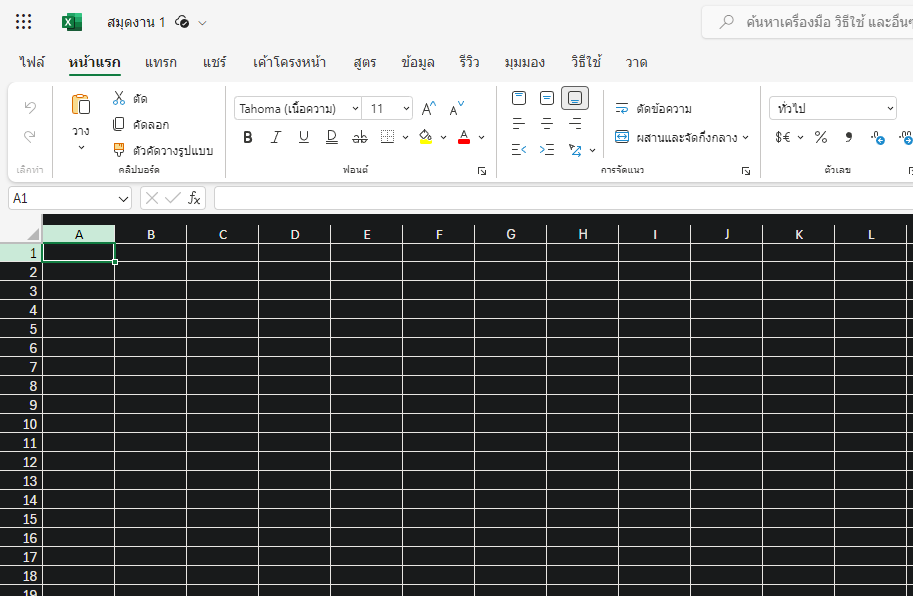 สมุดงาน 1
ค้นหาเครื่องมือ วิธีใช้ และอื่นๆ
ไฟล์ หน้าแรก แทรก แชร์ เค้าโครงหน้า สูตร ข้อมูล รีวิว มุมมอง วิธีใช้ วาด
วาง
ตัด
คัดลอก
ตัวคัดวางรูปแบบ
Tahoma (เนื้อความ) 11
B I U D ab
A
ตัดข้อความ
ผสานและจัดกึ่งกลาง
ทั่วไป
$€ % 9
เลิกทำ คลิปบอร์ด ฟอนต์ การจัดแนว ตัวเลข
A1 fx
A B C D E F G H I J K L
1
2
3
4
5
6
7
8
9
10
11
12
13
14
15
16
17
18
19